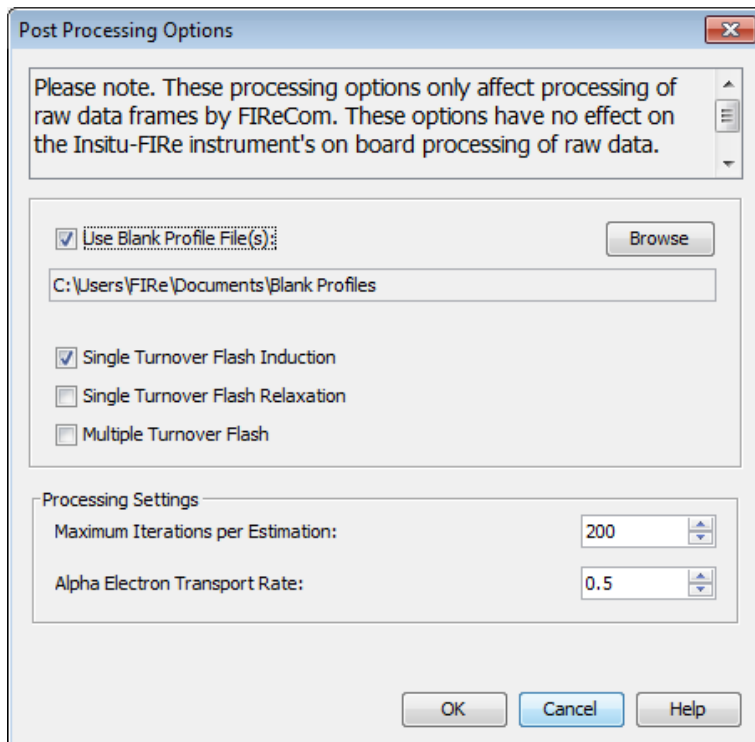 Post Processing Options
Please note. These processing options only affect processing of
raw data frames by FIReCom. These options have no effect on
the Insitu-FIRe instrument's on board processing of raw data.
Use Blank Profile File(s):
Browse
C:\Users\FIRe\Documents\Blank Profiles
Single Turnover Flash Induction
Single Turnover Flash Relaxation
Multiple Turnover Flash
Processing Settings
Maximum Iterations per Estimation:
200
Alpha Electron Transport Rate:
0.5
OK
Cancel
Help